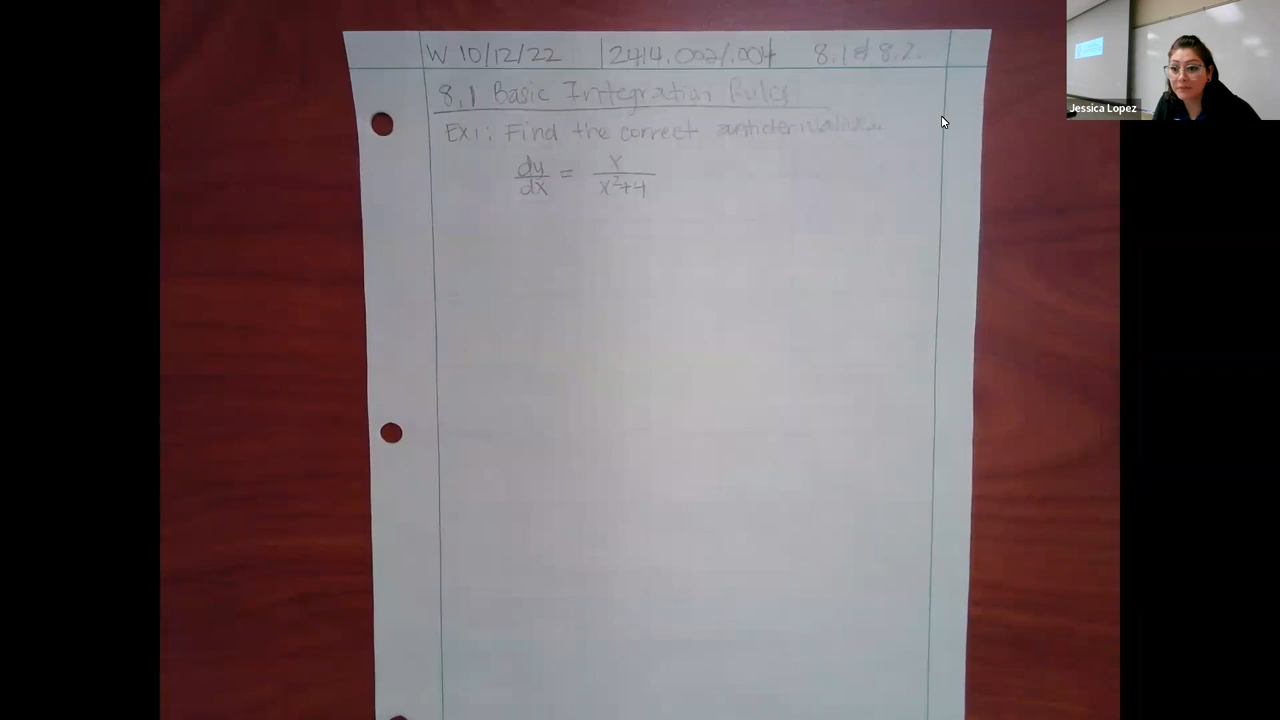 W 10/12/22 2414.002/.004 8.1 & 8.2
8.1 Basic Integration Rules
Ex1: Find the correct antiderivative
dy/dx = x/x²+4
Jessica Lopez